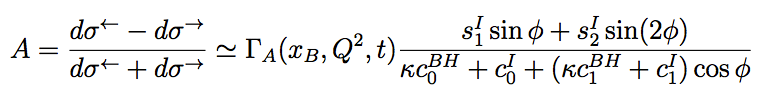 A = \frac{d\sigma^{\leftarrow} - d\sigma^{\rightarrow}}{d\sigma^{\leftarrow} + d\sigma^{\rightarrow}} \simeq \Gamma_A(x_B, Q^2, t) \frac{s_1^I \sin\phi + s_2^I \sin(2\phi)}{\kappa c_0^{BH} + c_0^I + (\kappa c_1^{BH} + c_1^I) \cos\phi}